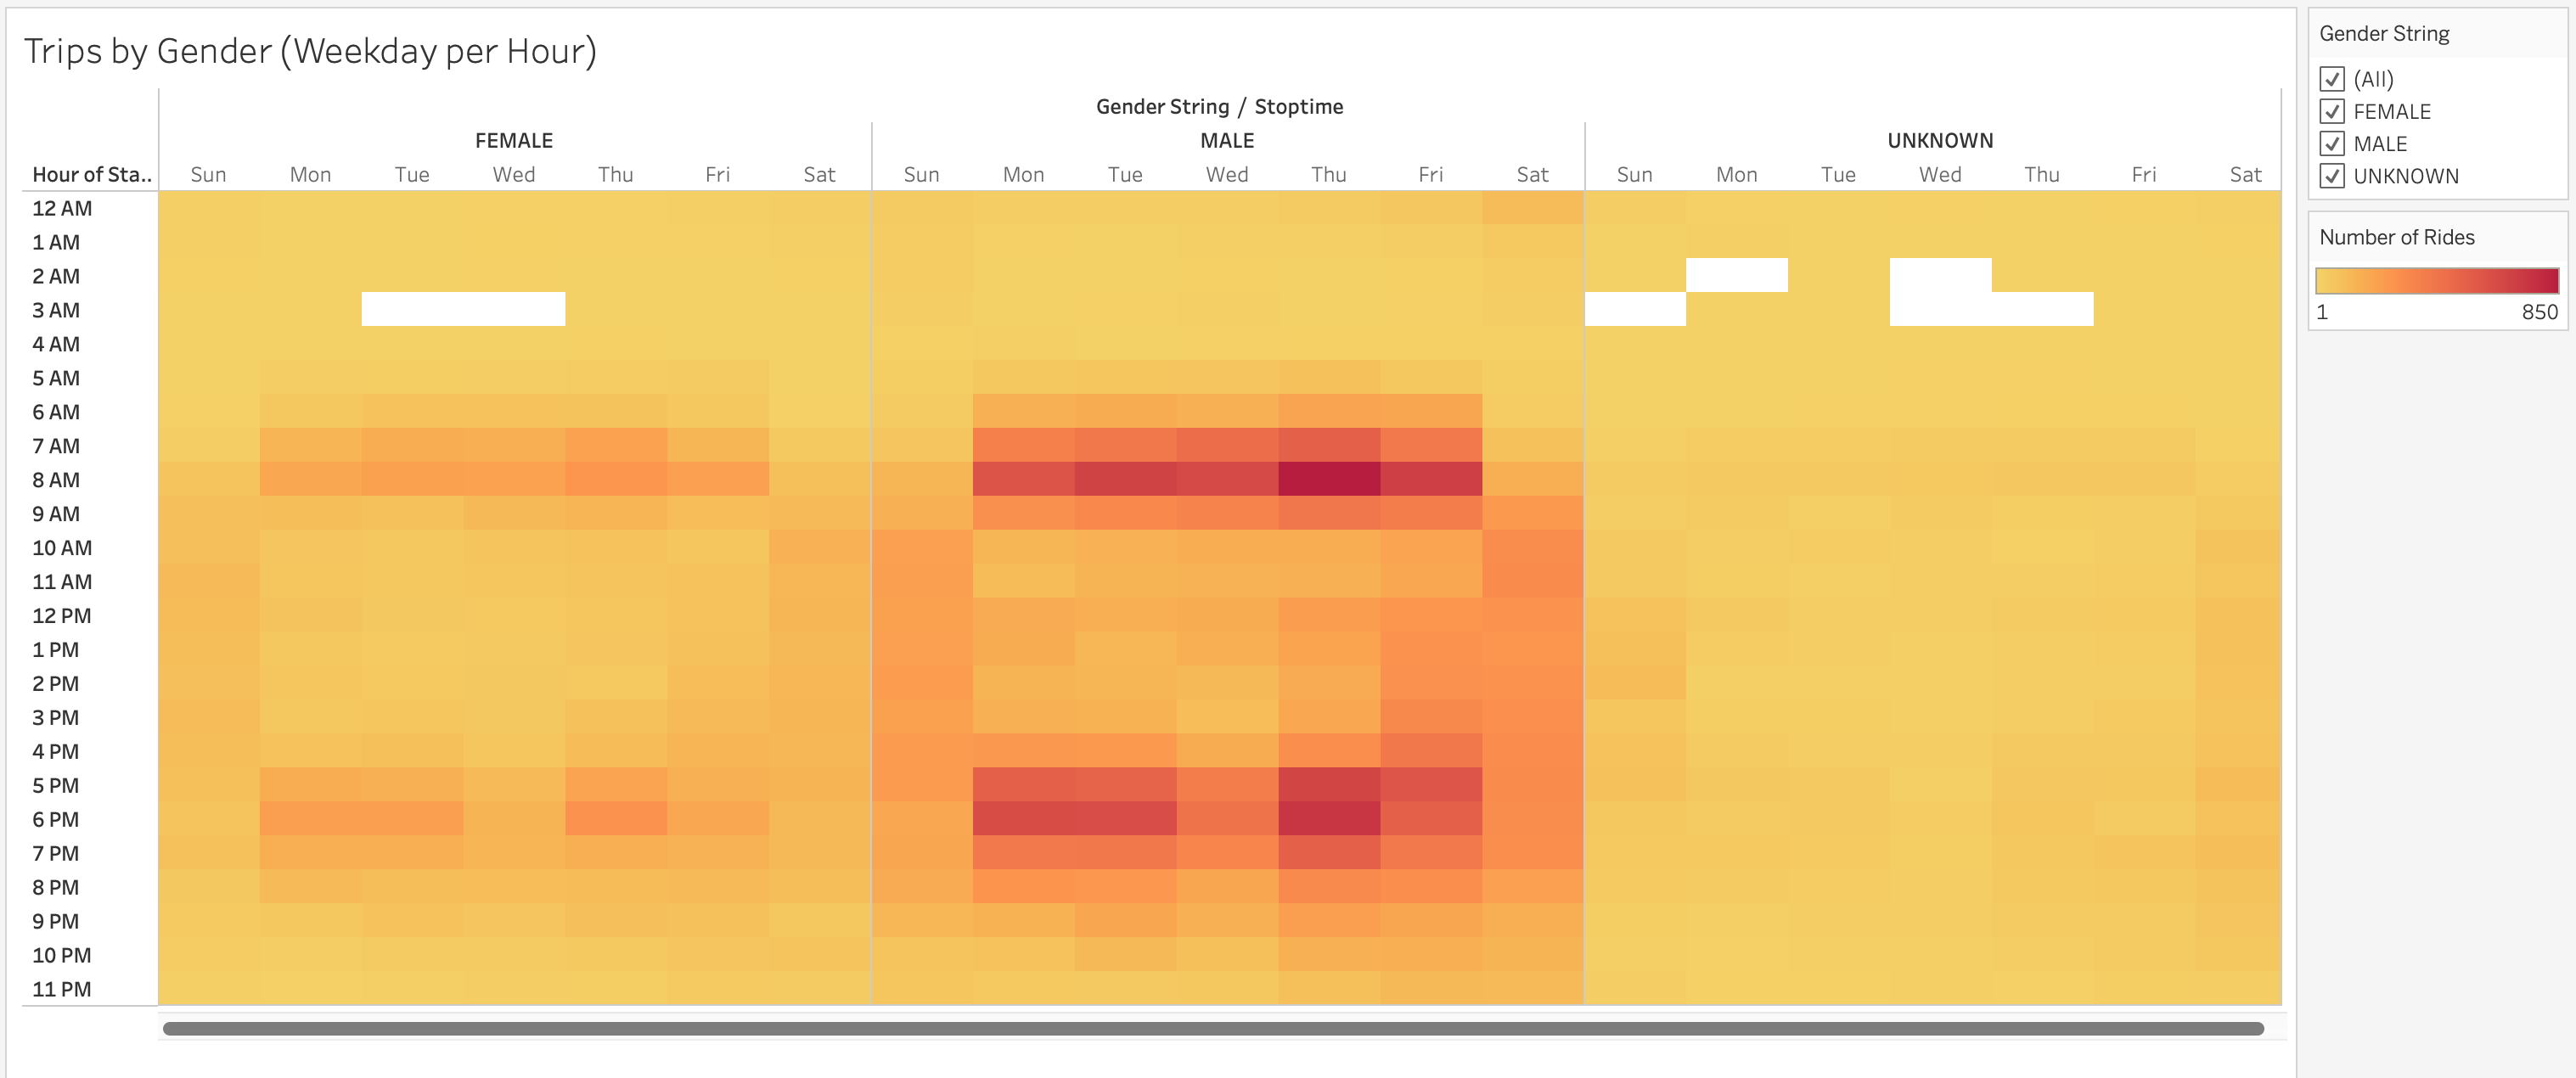 Trips by Gender (Weekday per Hour)
Gender String / Stoptime
FEMALE MALE UNKNOWN
Hour of Sta.. Sun Mon Tue Wed Thu Fri Sat Sun Mon Tue Wed Thu Fri Sat Sun Mon Tue Wed Thu Fri Sat
12 AM
1 AM
2 AM
3 AM
4 AM
5 AM
6 AM
7 AM
8 AM
9 AM
10 AM
11 AM
12 PM
1 PM
2 PM
3 PM
4 PM
5 PM
6 PM
7 PM
8 PM
9 PM
10 PM
11 PM
Gender String
(All)
FEMALE
MALE
UNKNOWN
Number of Rides
1 850